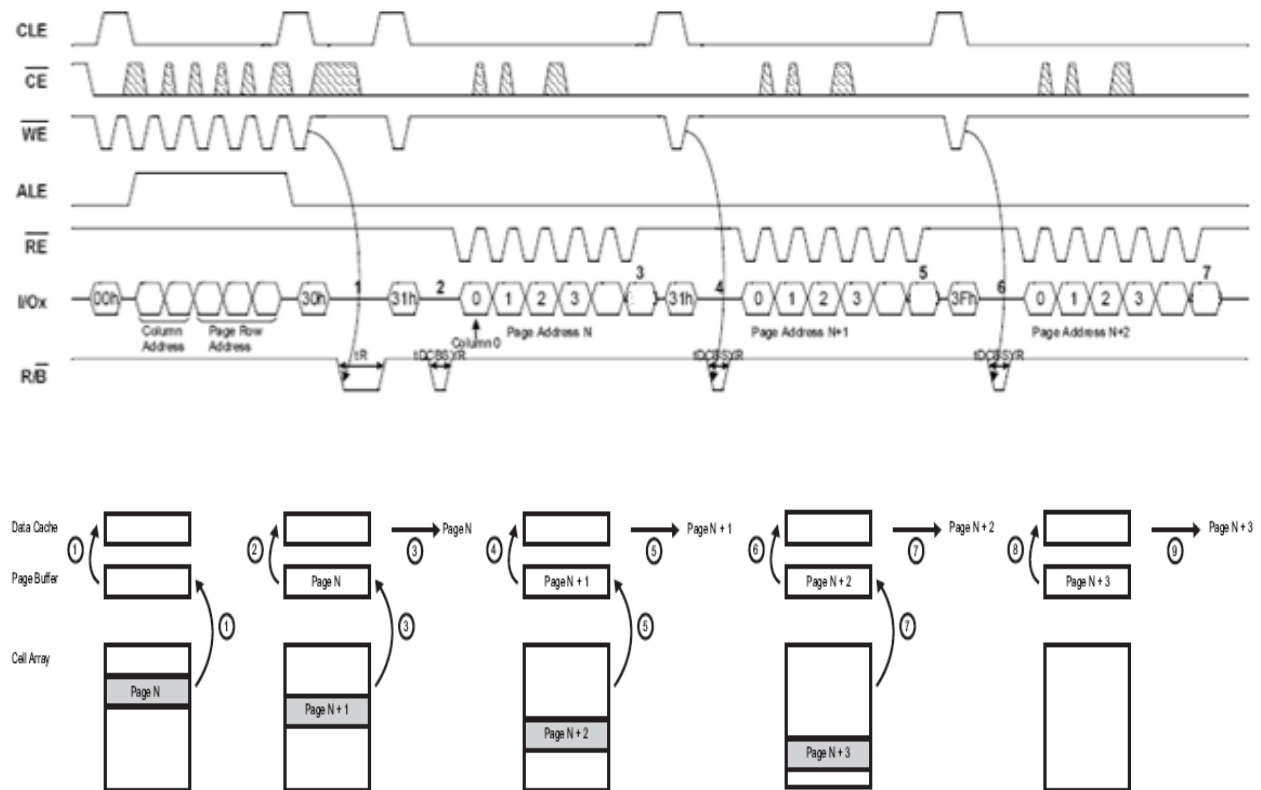 CLE
CE
WE
ALE
RE
1 2 3 4 5 6 7
I/Ox 00h 30h 31h 0 1 2 3 31h 0 1 2 3 3Fh 0 1 2 3
Column Address Page Row Address Column 0 Page Address N Page Address N+1 Page Address N+2
tR tDCBSYR tDCBSYR tDCBSYR
R/B
Data Cache Page N Page N + 1 Page N + 2 Page N + 3
1 2 3 4 5 6 7 8 9
Page Buffer Page N Page N + 1 Page N + 2 Page N + 3
1 3 5 7
Cell Array
Page N
Page N + 1
Page N + 2
Page N + 3